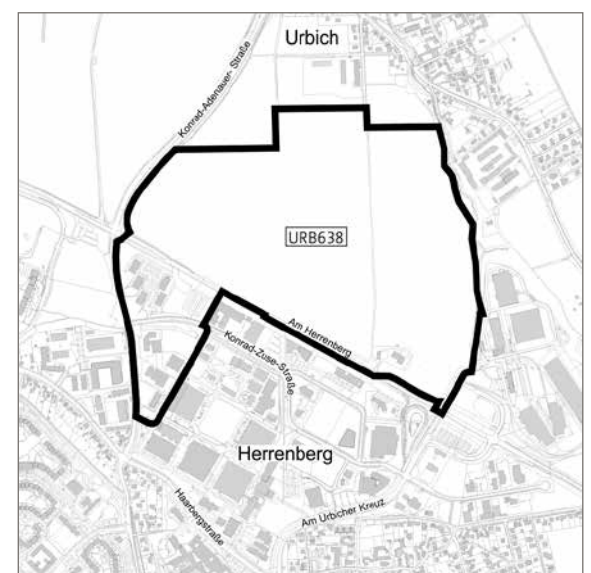 Urbich
Konrad-Adenauer- Straße
URB638
Am Herrenberg
Konrad-Zuse-Straße
Herrenberg
Haarbergstraße
Am Urbicher Kreuz